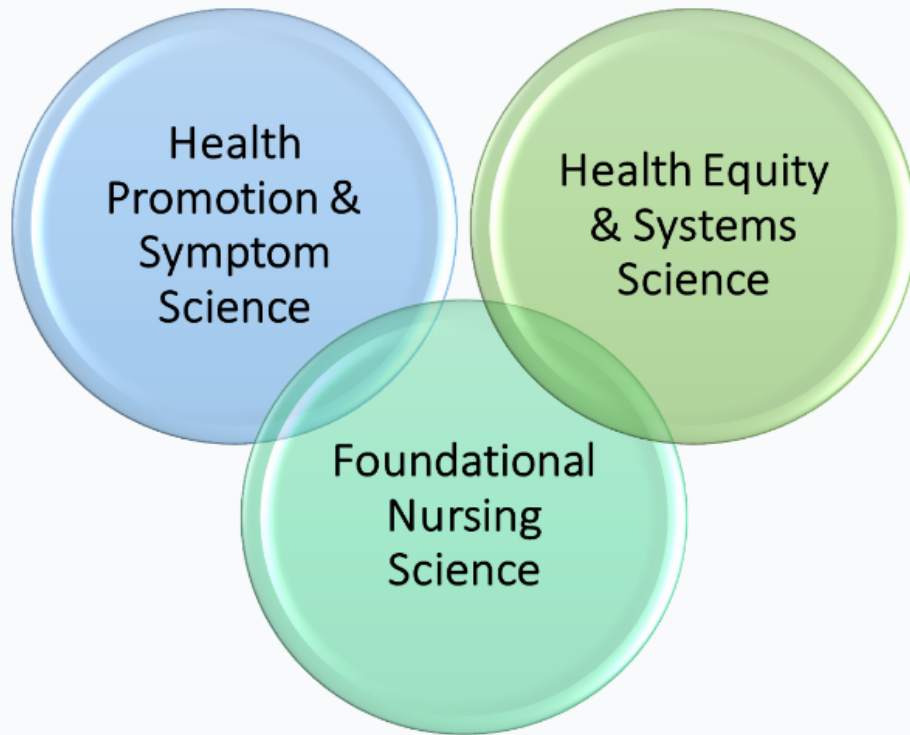 Health
Promotion &
Symptom
Science
Health Equity
& Systems
Science
Foundational
Nursing
Science